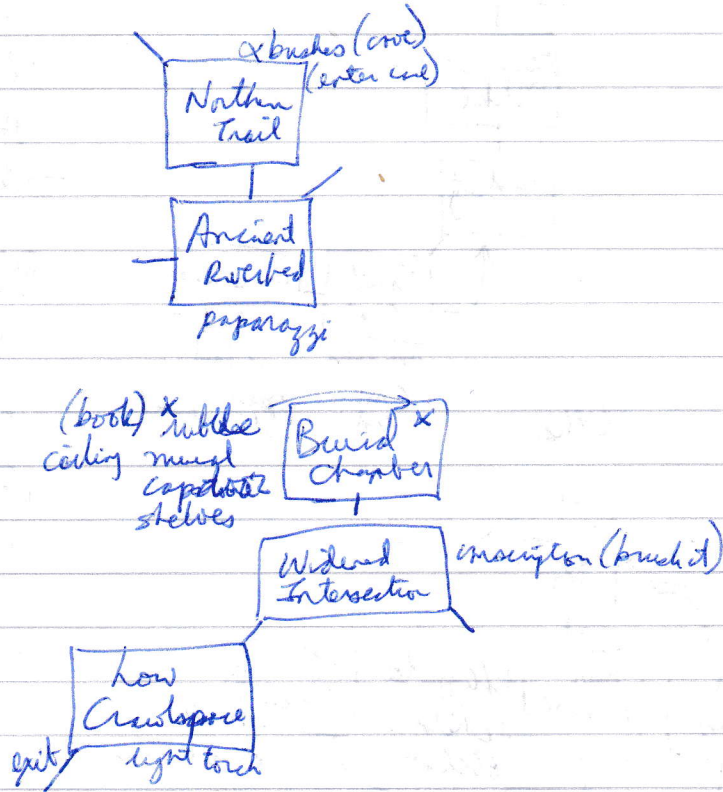 x bushes (cave)
(enter cave)
Northern
Trail
Ancient
Riverbed
paparazzi
(book) x rubble
ceiling mural
shelves
Burial x
Chamber
Widened
Intersection
inscription (brush it)
Low
Crawlspace
exit light torch